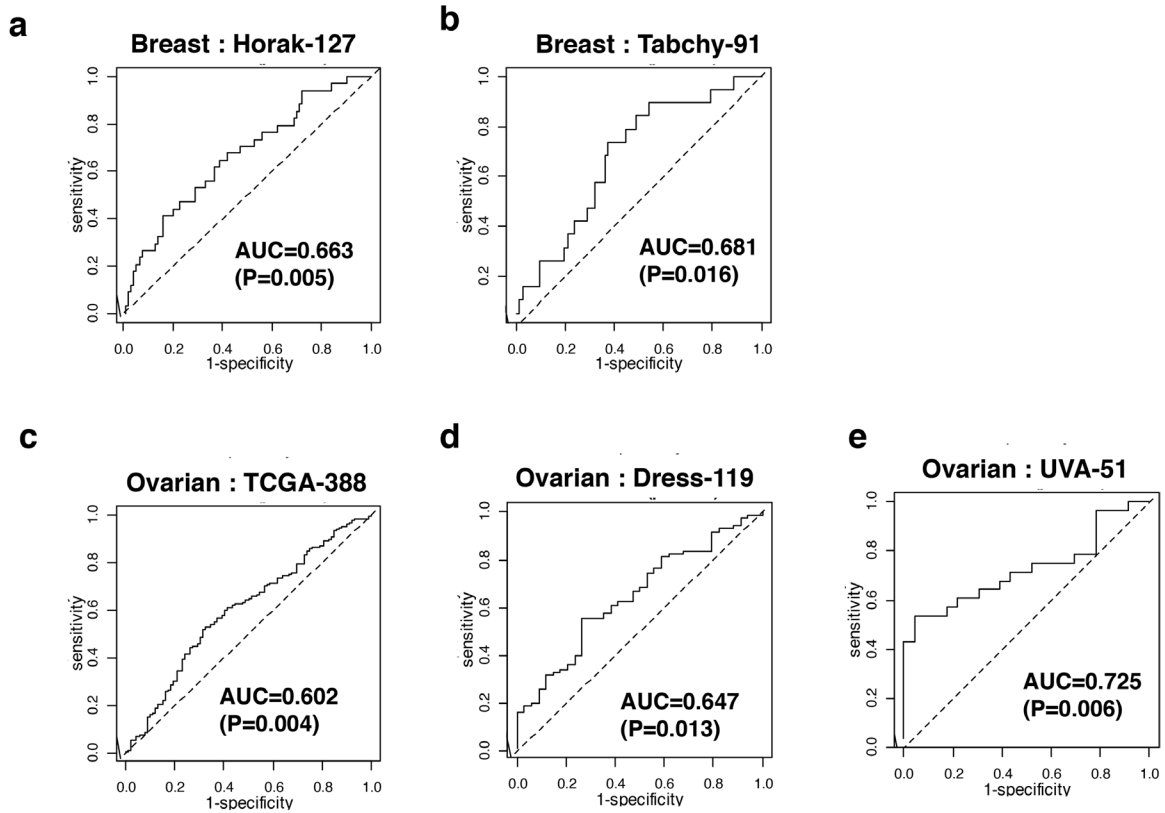 a
Breast : Horak-127
1.0
0.8
0.6
0.4
0.2
0.0
sensitivity
AUC=0.663
(P=0.005)
0.0 0.2 0.4 0.6 0.8 1.0
1-specificity
b
Breast : Tabchy-91
1.0
0.8
0.6
0.4
0.2
sensitivity
AUC=0.681
(P=0.016)
0.0 0.2 0.4 0.6 0.8 1.0
1-specificity
c
Ovarian : TCGA-388
1.0
0.8
0.6
0.4
0.2
0.0
sensitivity
AUC=0.602
(P=0.004)
0.0 0.2 0.4 0.6 0.8 1.0
1-specificity
d
Ovarian : Dress-119
1.0
0.8
0.6
0.4
0.2
0.0
sensitivity
AUC=0.647
(P=0.013)
0.0 0.2 0.4 0.6 0.8 1.0
1-specificity
e
Ovarian : UVA-51
1.0
0.8
0.6
0.4
0.2
0.0
sensitivity
AUC=0.725
(P=0.006)
0.0 0.2 0.4 0.6 0.8 1.0
1-specificity